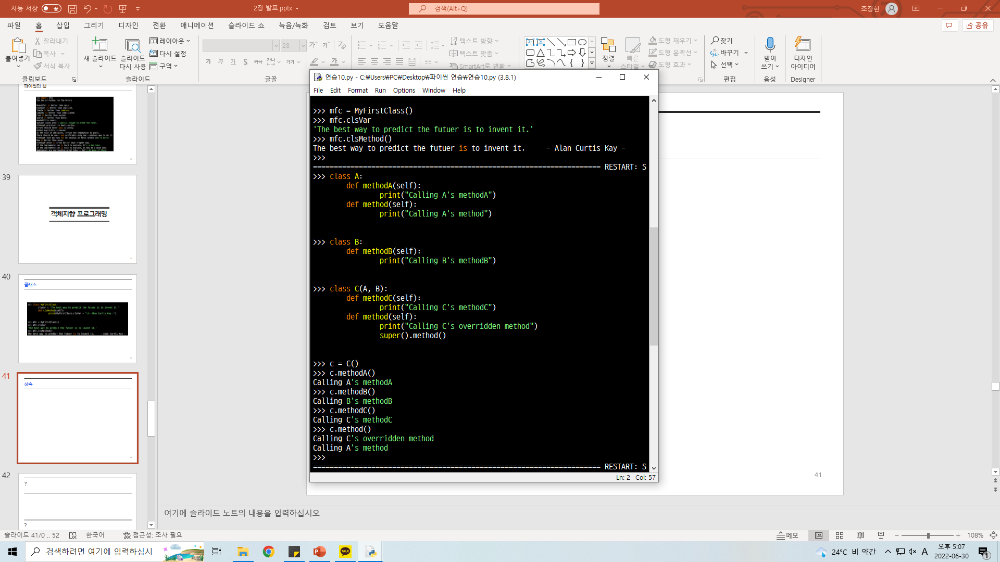 자동 저장 끔
2장 발표.pptx
검색(Alt+Q)
조장현
파일 홈 삽입 그리기 디자인 전환 애니메이션 슬라이드 쇼 녹음/녹화 검토 보기 도움말
공유
붙여넣기
잘라내기
복사
서식 복사
클립보드
새 슬라이드
슬라이드 다시 사용
레이아웃
다시 설정
구역
슬라이드
28
글꼴
텍스트 방향
텍스트 맞춤
SmartArt로 변환
정렬
빠른 스타일
도형 채우기
도형 윤곽선
도형 효과
찾기
바꾸기
선택
편집
받아쓰기
음성
디자인 아이디어
Designer
파이썬의 선
39
객체지향 프로그래밍
40
클래스
41
상속
42
?
?
연습10.py - C:₩Users₩PC₩Desktop₩파이썬 연습₩연습10.py (3.8.1)
File Edit Format Run Options Window Help
>>> mfc = MyFirstClass()
>>> mfc.clsVar
'The best way to predict the futuer is to invent it.'
>>> mfc.clsMethod()
The best way to predict the futuer is to invent it.     - Alan Curtis Kay -
>>>
===================================================================== RESTART: S
>>> class A:
        def methodA(self):
                print("Calling A's methodA")
        def method(self):
                print("Calling A's method")
>>> class B:
        def methodB(self):
                print("Calling B's methodB")
>>> class C(A, B):
        def methodC(self):
                print("Calling C's methodC")
        def method(self):
                print("Calling C's overridden method")
                super().method()
>>> c = C()
>>> c.methodA()
Calling A's methodA
>>> c.methodB()
Calling B's methodB
>>> c.methodC()
Calling C's methodC
>>> c.method()
Calling C's overridden method
Calling A's method
>>>
===================================================================== RESTART: S
Ln: 2 Col: 57
41
여기에 슬라이드 노트의 내용을 입력하십시오
슬라이드 41/0 .. 52
한국어
접근성: 조사 필요
메모
108%
검색하려면 여기에 입력하십시
TALK
24°C 비 약간
A
오후 5:07
2022-06-30
1